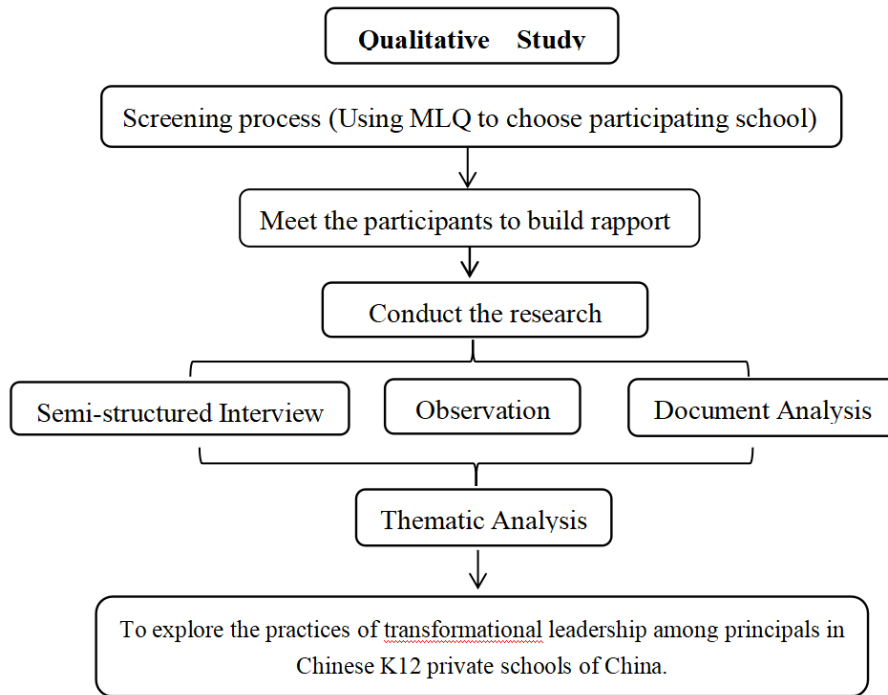 Qualitative Study
Screening process (Using MLQ to choose participating school)
Meet the participants to build rapport
Conduct the research
Semi-structured Interview
Observation
Document Analysis
Thematic Analysis
To explore the practices of transformational leadership among principals in
Chinese K12 private schools of China.